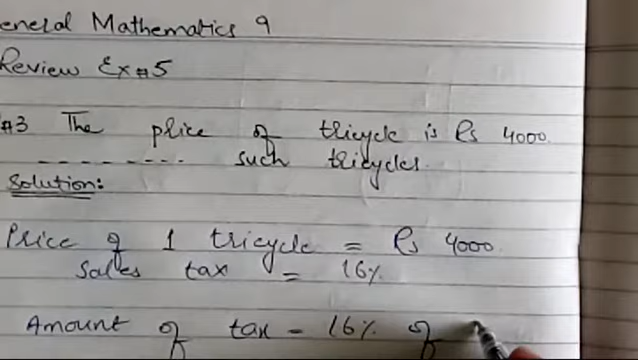 eneral Mathematics 9
Review Ex#5
#3 The price of tricycle is Rs 4000.
-------- such tricycles.
Solution:
Price of 1 tricycle = Rs 4000.
Sales tax = 16%
Amount of tax = 16% of